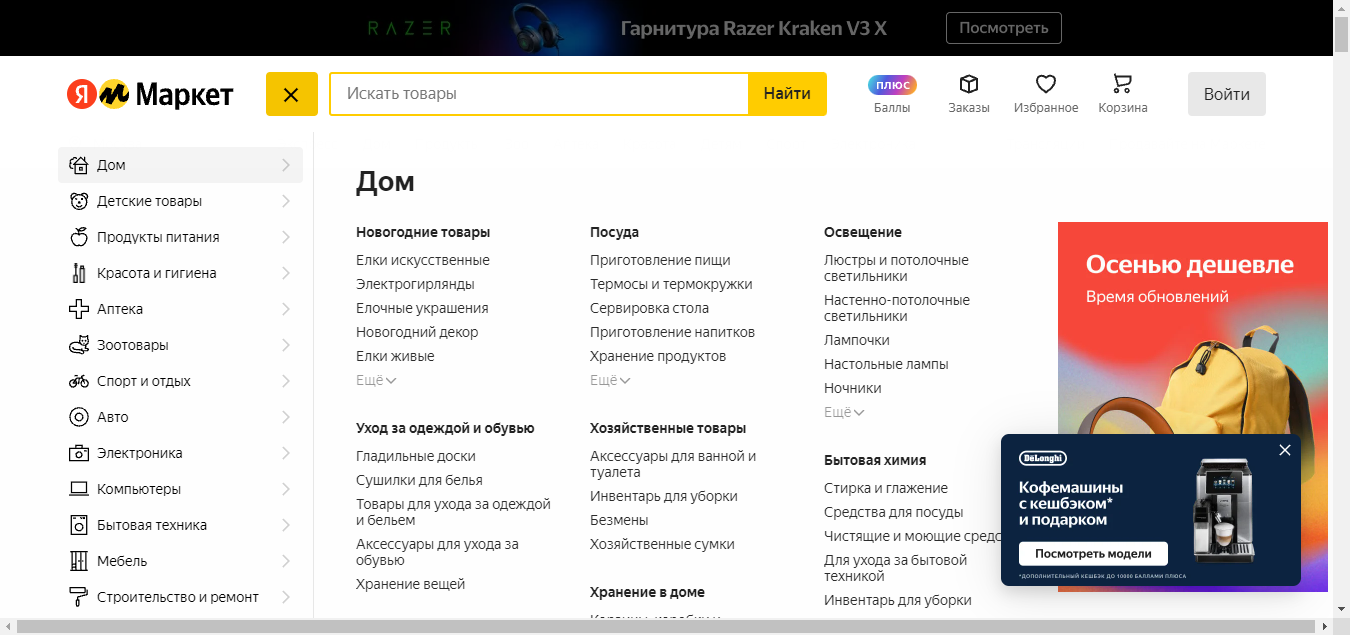 RAZER
Гарнитура Razer Kraken V3 X
Посмотреть
Я Маркет
Искать товары
Найти
плюс
Баллы
Заказы
Избранное
Корзина
Войти
Дом
Детские товары
Продукты питания
Красота и гигиена
Аптека
Зоотовары
Спорт и отдых
Авто
Электроника
Компьютеры
Бытовая техника
Мебель
Строительство и ремонт
Дом
Новогодние товары
Елки искусственные
Электрогирлянды
Елочные украшения
Новогодний декор
Елки живые
Ещё
Уход за одеждой и обувью
Гладильные доски
Сушилки для белья
Товары для ухода за одеждой
и бельем
Аксессуары для ухода за
обувью
Хранение вещей
Посуда
Приготовление пищи
Термосы и термокружки
Сервировка стола
Приготовление напитков
Хранение продуктов
Ещё
Хозяйственные товары
Аксессуары для ванной и
туалета
Инвентарь для уборки
Безмены
Хозяйственные сумки
Хранение в доме
Освещение
Люстры и потолочные
светильники
Настенно-потолочные
светильники
Лампочки
Настольные лампы
Ночники
Ещё
Бытовая химия
Стирка и глажение
Средства для посуды
Чистящие и моющие средс
Для ухода за бытовой
техникой
Инвентарь для уборки
Осенью дешевле
Время обновлений
DeLonghi
Кофемашины
с кешбэком*
и подарком
Посмотреть модели
*ДОПОЛНИТЕЛЬНЫЙ КЕШБЭК ДО 10000 БАЛЛАМИ ПЛЮСА